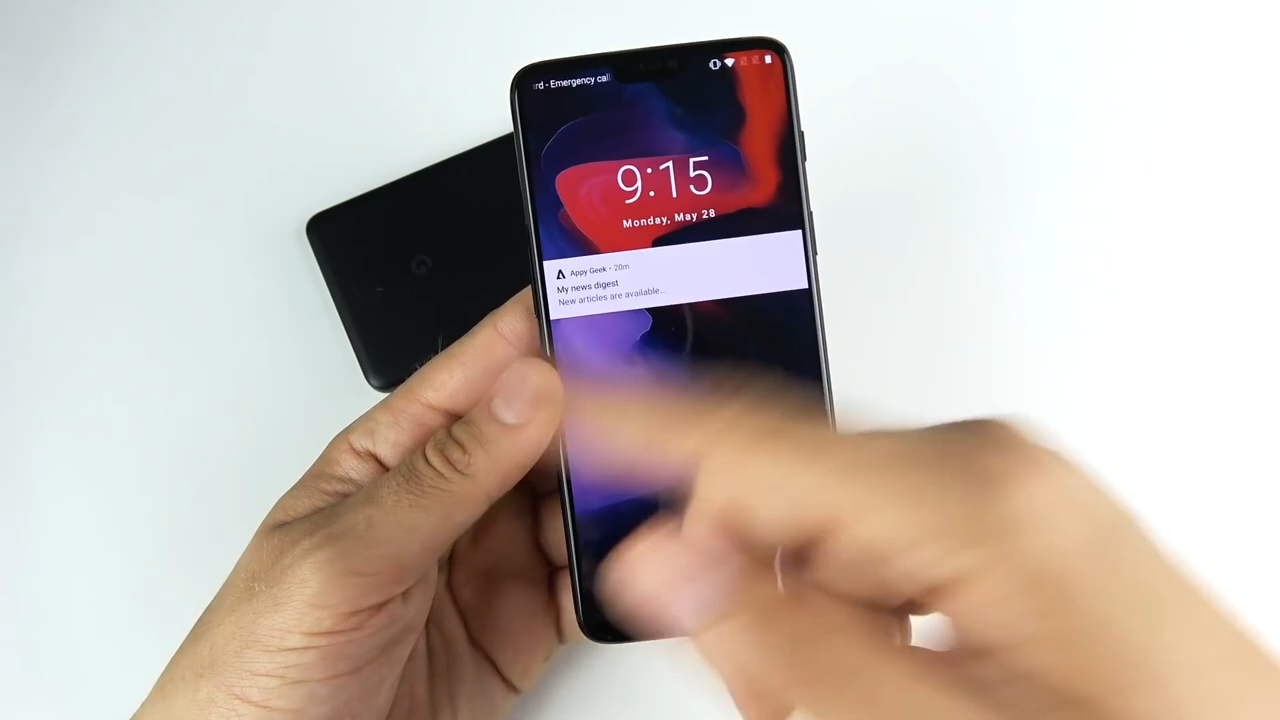 rd - Emergency call
9:15
Monday, May 28
Appy Geek • 20m
My news digest
New articles are available...
G